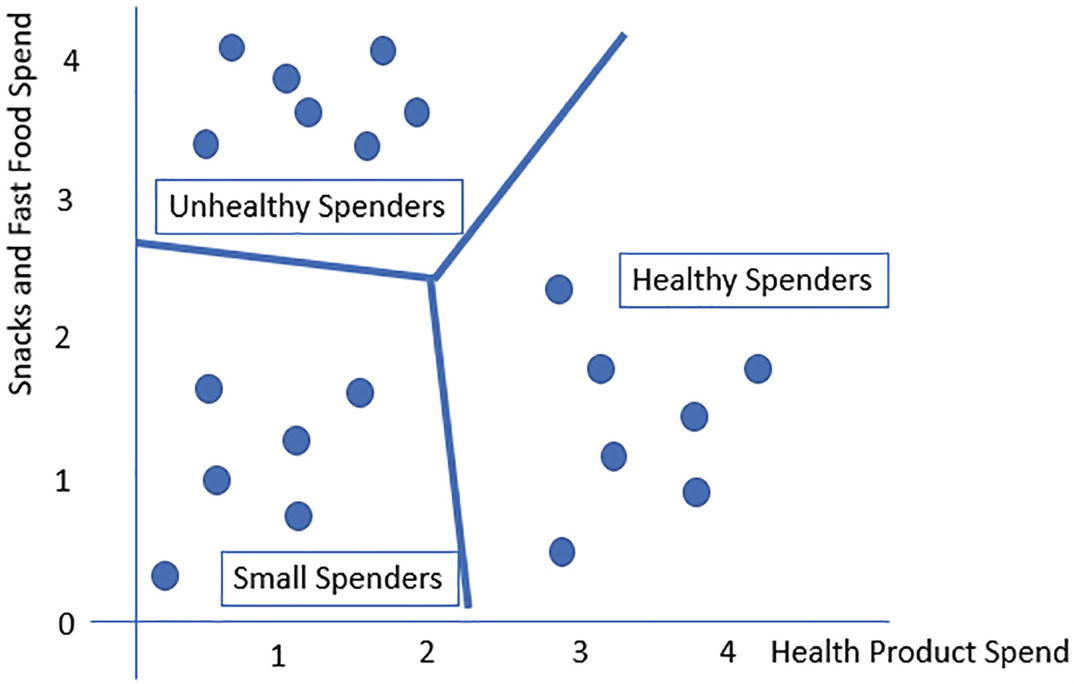 Snacks and Fast Food Spend
4
3
2
1
0
Unhealthy Spenders
Healthy Spenders
Small Spenders
1 2 3 4 Health Product Spend